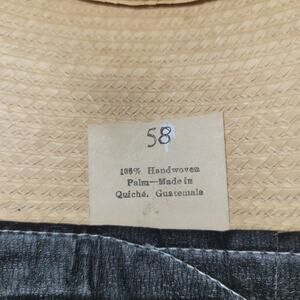 58
100% Handwoven
Palm—Made in
Quiché, Guatemala